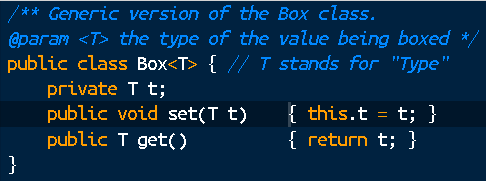 /** Generic version of the Box class.
@param <T> the type of the value being boxed */
public class Box<T> { // T stands for "Type"
    private T t;
    public void set(T t)    { this.t = t; }
    public T get()          { return t; }
}